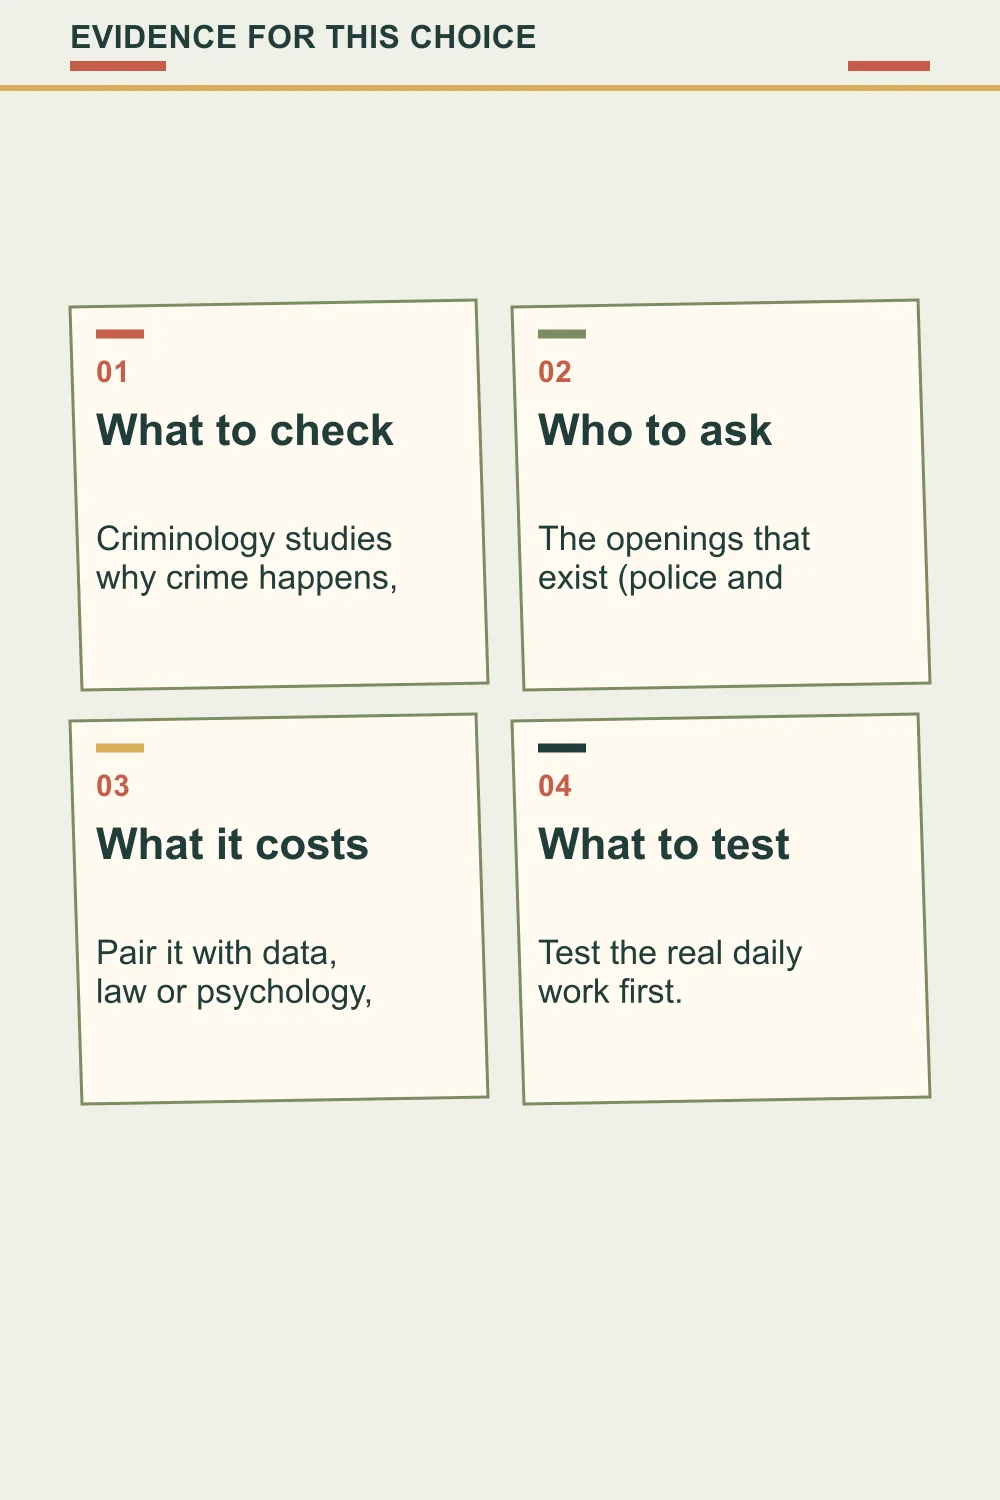 EVIDENCE FOR THIS CHOICE
01
What to check
Criminology studies
why crime happens,
02
Who to ask
The openings that
exist (police and
03
What it costs
Pair it with data,
law or psychology,
04
What to test
Test the real daily
work first.